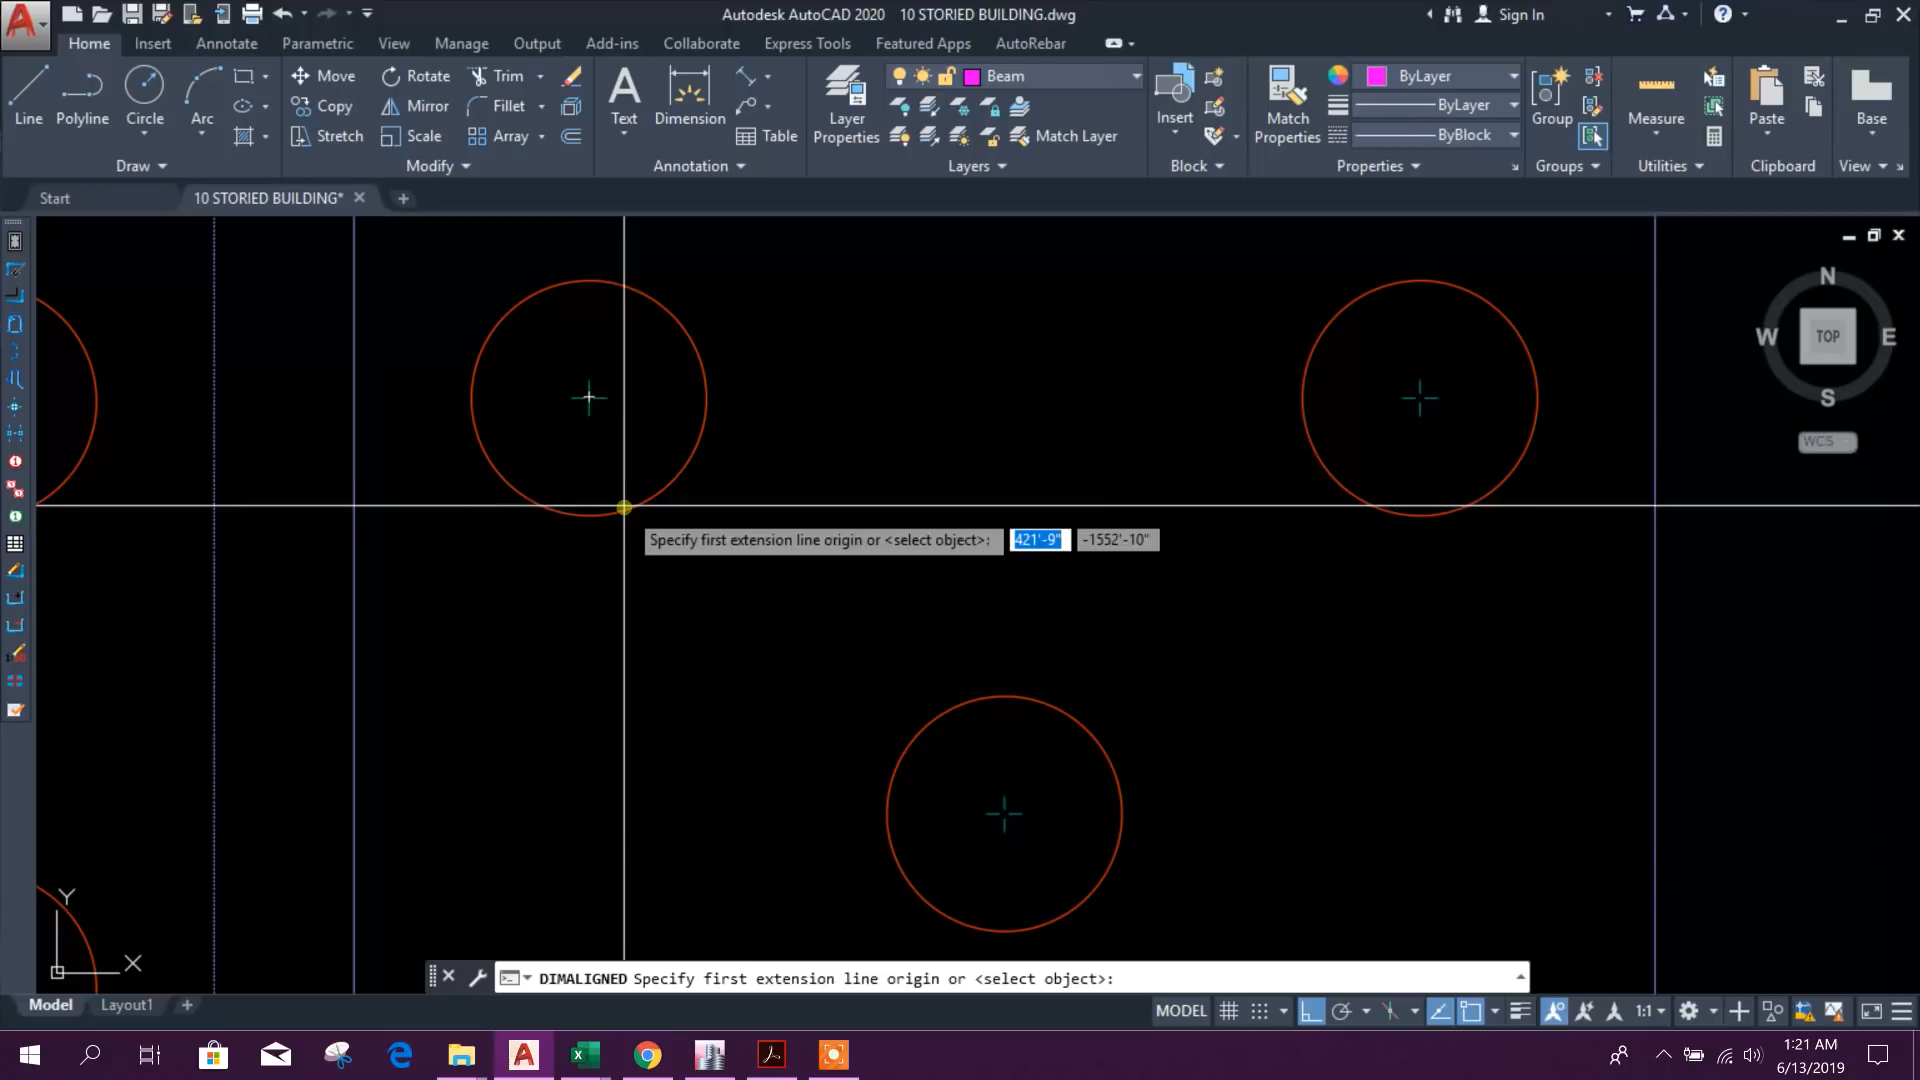 Autodesk AutoCAD 2020 10 STORIED BUILDING.dwg
Sign In
Home Insert Annotate Parametric View Manage Output Add-ins Collaborate Express Tools Featured Apps AutoRebar
Line Polyline Circle Arc
Draw
Move Rotate Trim
Copy Mirror Fillet
Stretch Scale Array
Modify
Text Dimension Table
Annotation
Layer Properties
Beam
Match Layer
Layers
Insert
Block
Match Properties
ByLayer
ByLayer
ByBlock
Properties
Group
Groups
Measure
Utilities
Paste
Clipboard
Base
View
Start 10 STORIED BUILDING*
N
W TOP E
S
WCS
Specify first extension line origin or <select object>: 421'-9" -1552'-10"
Y
X
DIMALIGNED Specify first extension line origin or <select object>:
Model Layout1
MODEL 1:1
1:21 AM
6/13/2019